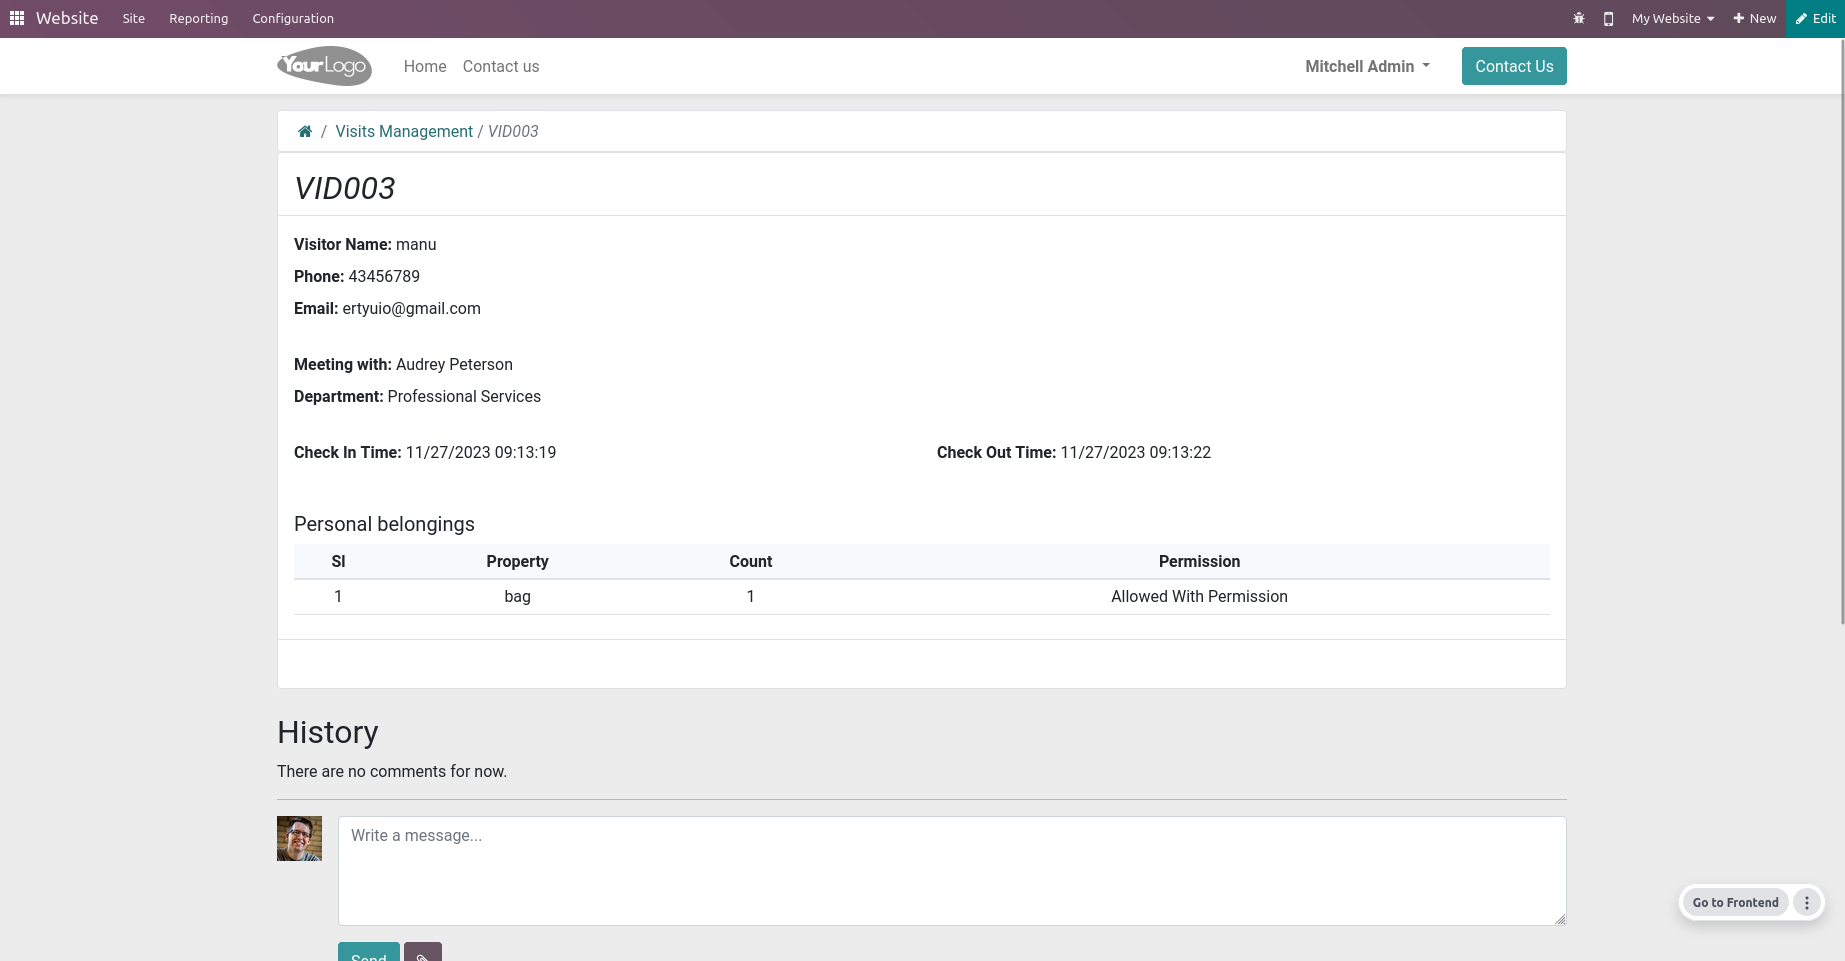 Website Site Reporting Configuration My Website New Edit
YourLogo Home Contact us Mitchell Admin Contact Us
/ Visits Management / VID003
VID003
Visitor Name: manu
Phone: 43456789
Email: ertyuio@gmail.com
Meeting with: Audrey Peterson
Department: Professional Services
Check In Time: 11/27/2023 09:13:19 Check Out Time: 11/27/2023 09:13:22
Personal belongings
Sl Property Count Permission
1 bag 1 Allowed With Permission
History
There are no comments for now.
Write a message...
Go to Frontend
Send